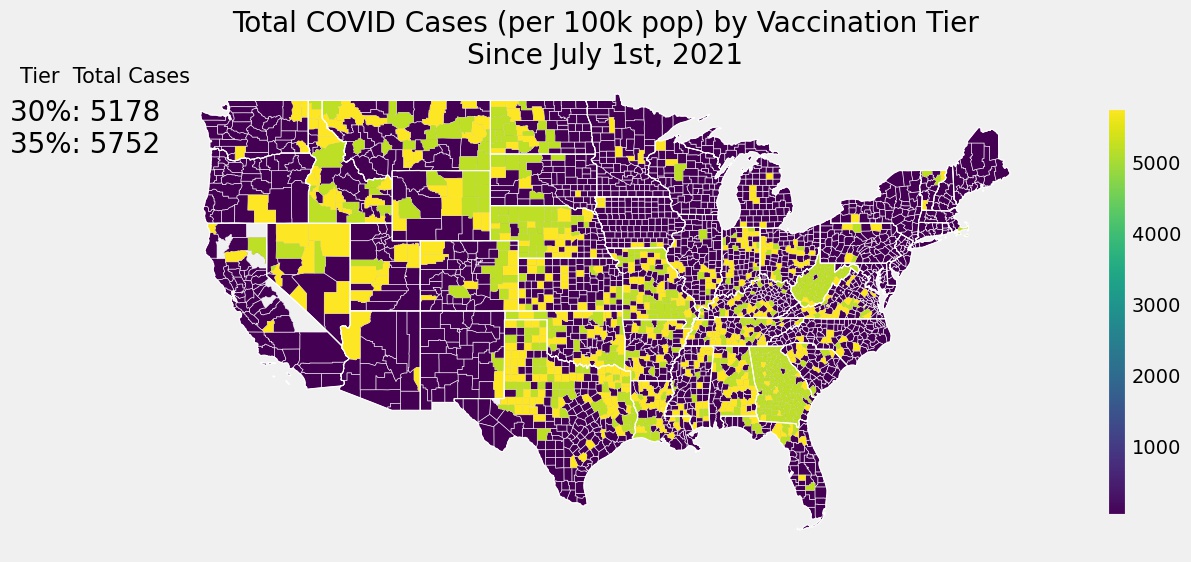 Total COVID Cases (per 100k pop) by Vaccination Tier
Since July 1st, 2021
Tier  Total Cases
30%: 5178
35%: 5752
5000
4000
3000
2000
1000